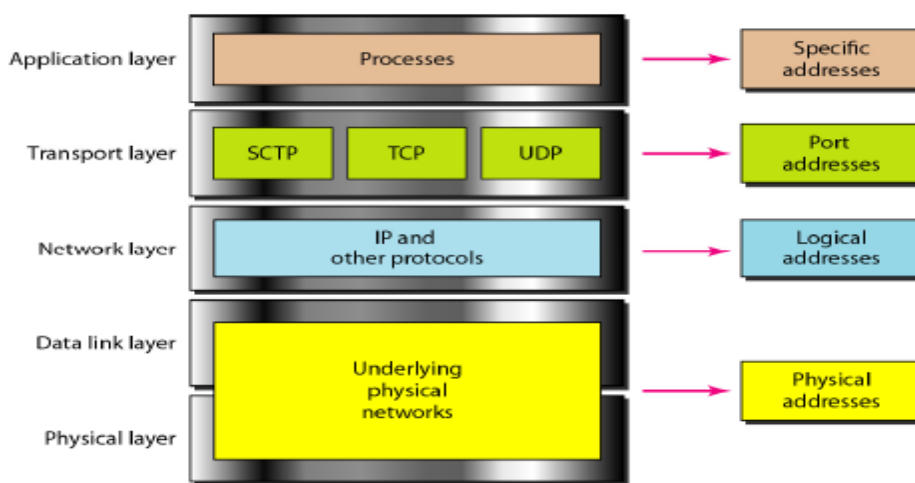 Application layer
Processes
Specific
addresses
Transport layer
SCTP
TCP
UDP
Port
addresses
Network layer
IP and
other protocols
Logical
addresses
Data link layer
Underlying
physical
networks
Physical
addresses
Physical layer